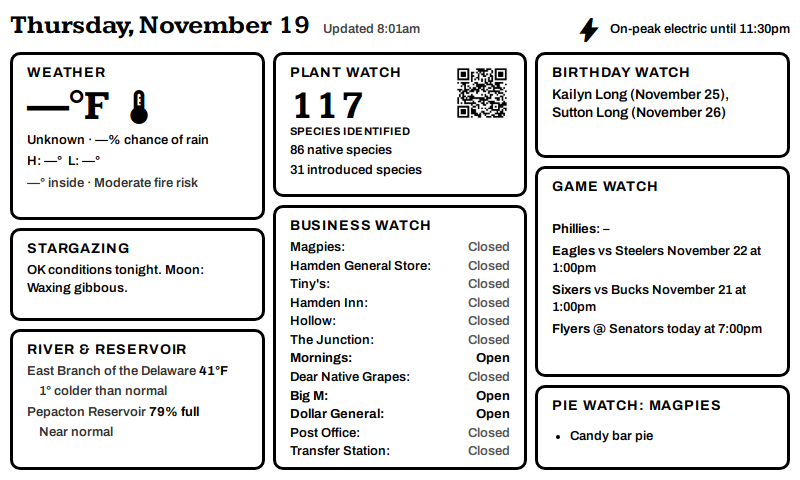 Thursday, November 19 Updated 8:01am
On-peak electric until 11:30pm
WEATHER
—°F
Unknown · —% chance of rain
H: —° L: —°
—° inside · Moderate fire risk
STARGAZING
OK conditions tonight. Moon:
Waxing gibbous.
RIVER & RESERVOIR
East Branch of the Delaware 41°F
1° colder than normal
Pepacton Reservoir 79% full
Near normal
PLANT WATCH
117
SPECIES IDENTIFIED
86 native species
31 introduced species
BUSINESS WATCH
Magpies: Closed
Hamden General Store: Closed
Tiny's: Closed
Hamden Inn: Closed
Hollow: Closed
The Junction: Closed
Mornings: Open
Dear Native Grapes: Closed
Big M: Open
Dollar General: Open
Post Office: Closed
Transfer Station: Closed
BIRTHDAY WATCH
Kailyn Long (November 25),
Sutton Long (November 26)
GAME WATCH
Phillies: –
Eagles vs Steelers November 22 at
1:00pm
Sixers vs Bucks November 21 at
1:00pm
Flyers @ Senators today at 7:00pm
PIE WATCH: MAGPIES
• Candy bar pie